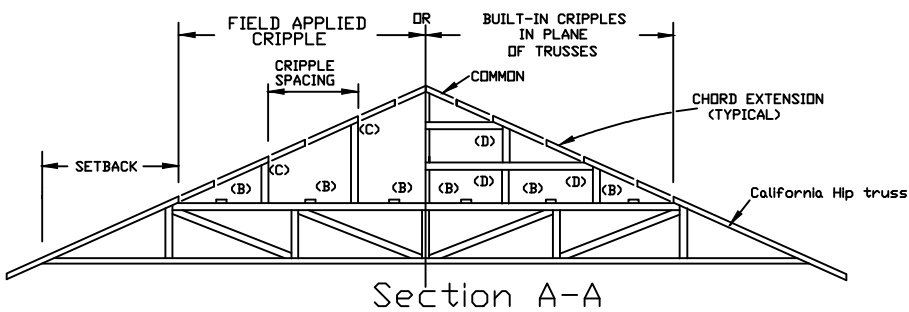 FIELD APPLIED
CRIPPLE
OR
BUILT-IN CRIPPLES
IN PLANE
OF TRUSSES
CRIPPLE
SPACING
COMMON
CHORD EXTENSION
(TYPICAL)
(C)
(D)
SETBACK
(C)
(B)
(B)
(B)
(B)
(D)
(B)
(D)
(B)
California Hip truss
Section A-A